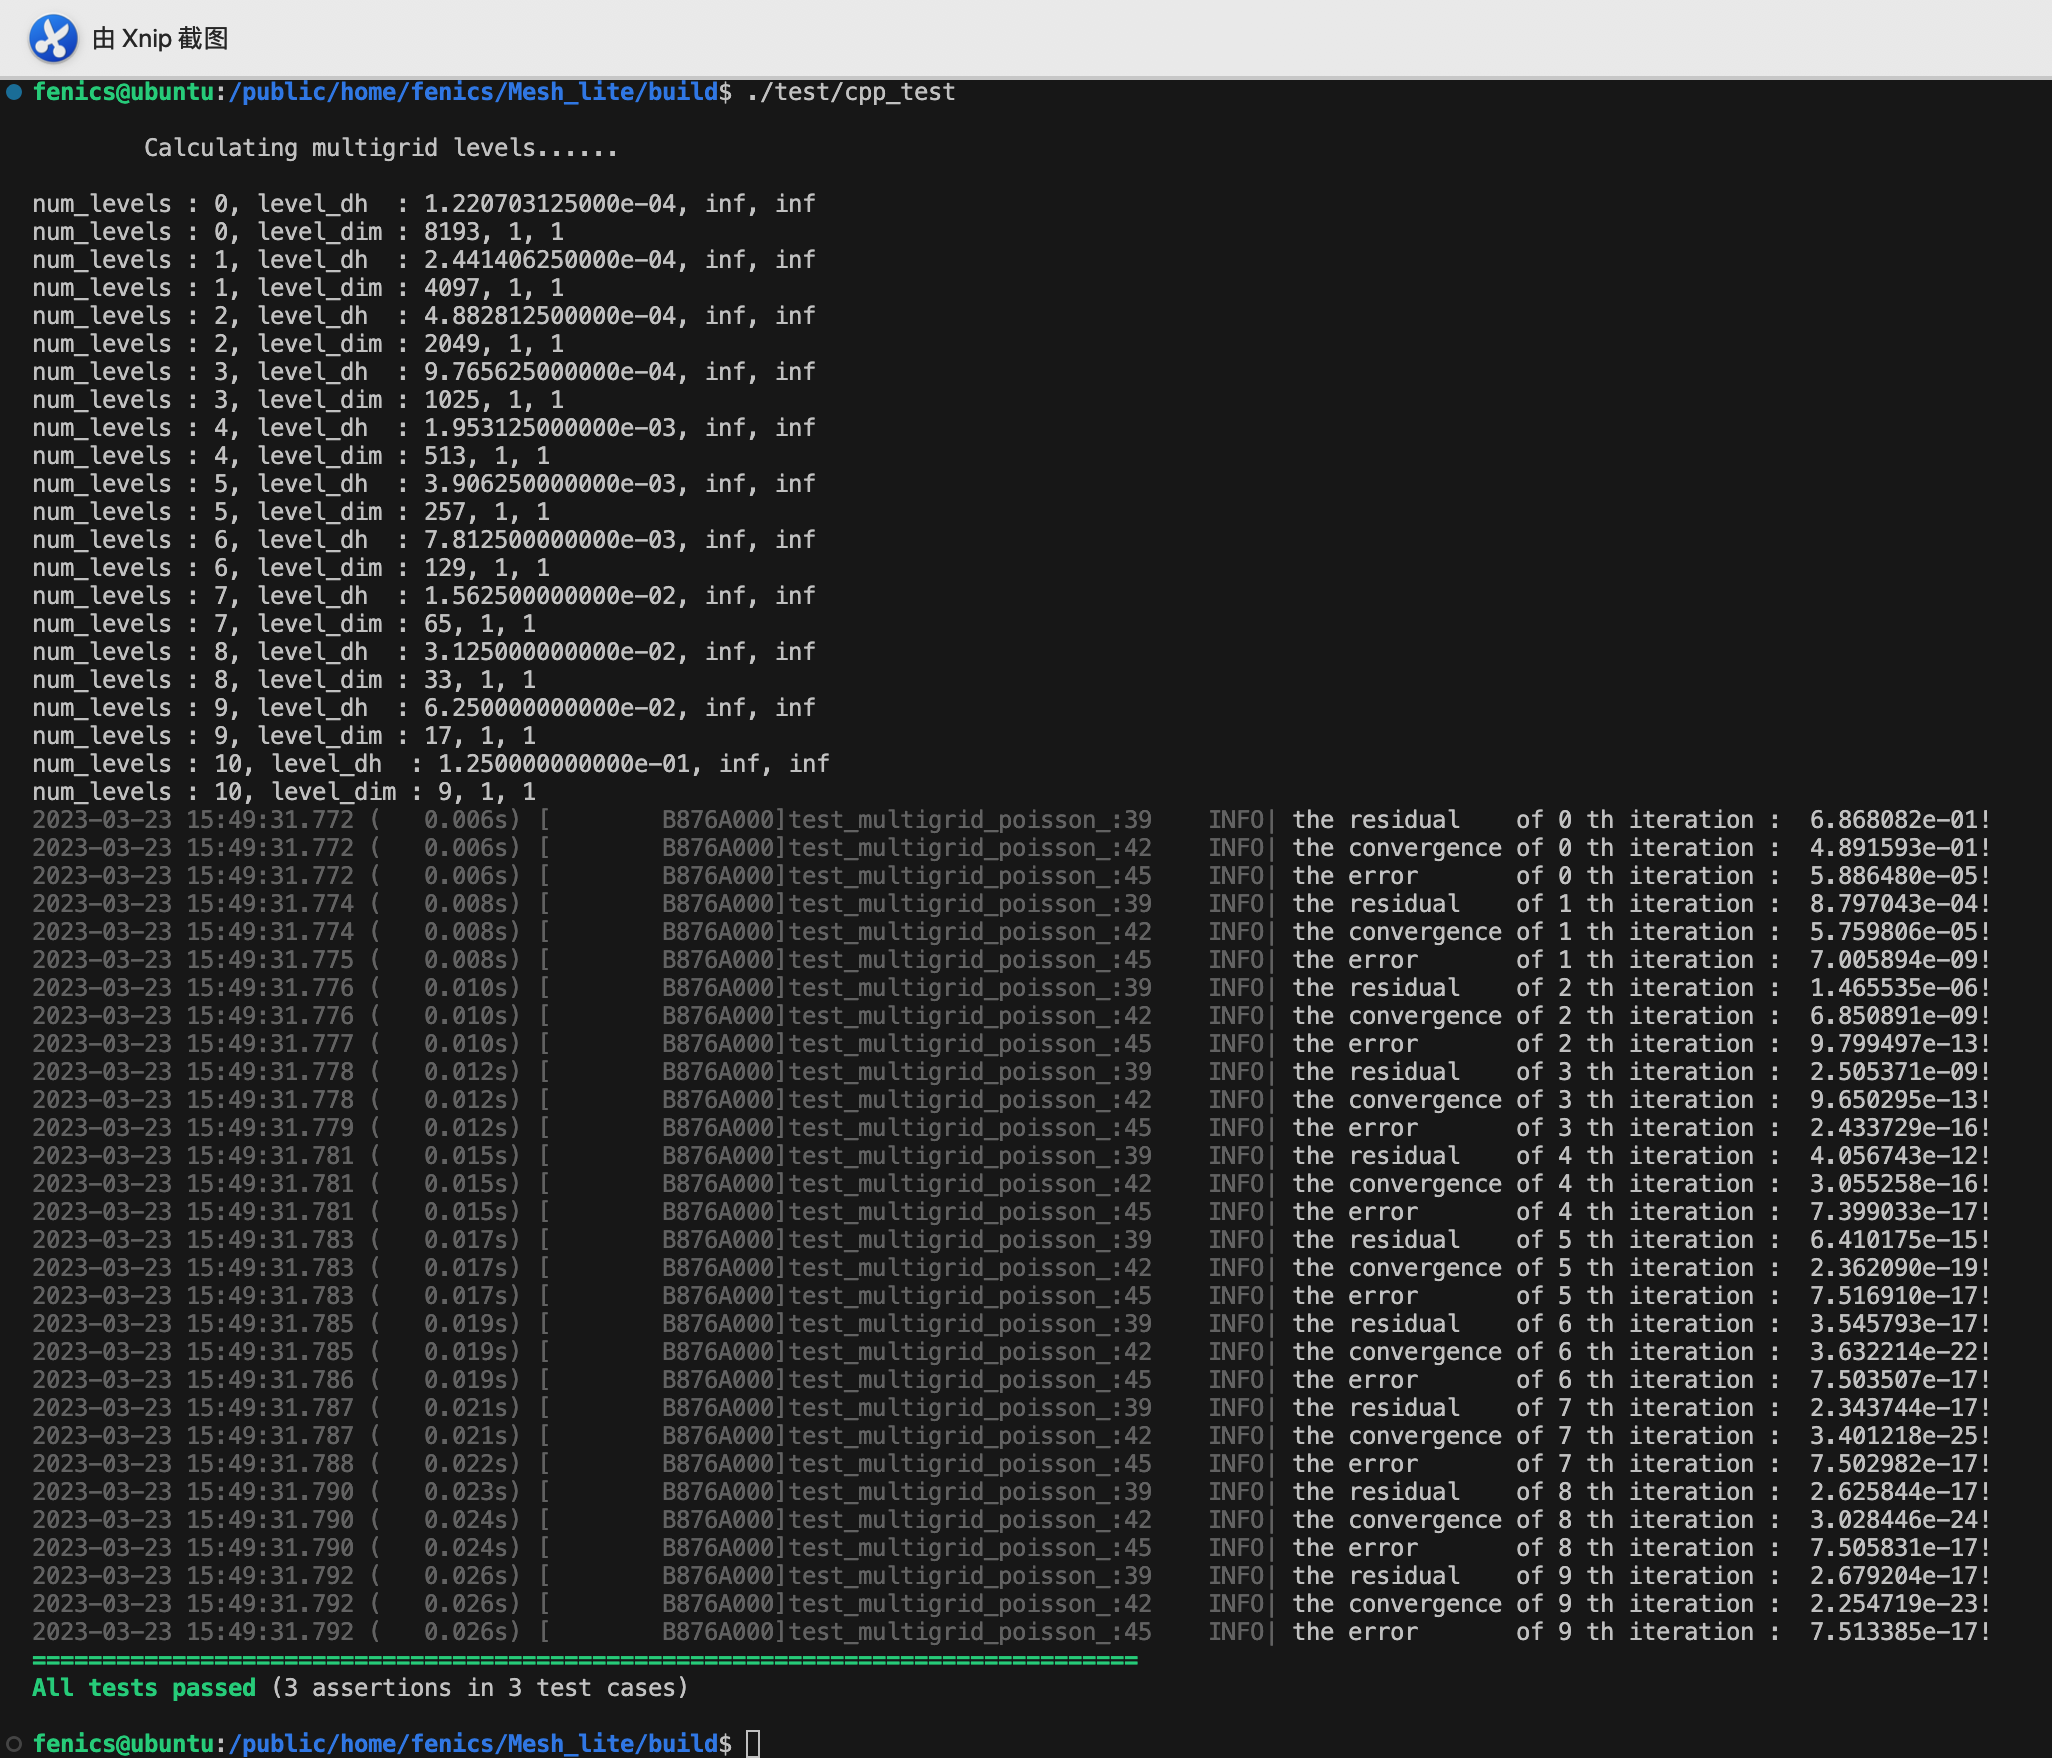 由 Xnip 截图
fenics@ubuntu:/public/home/fenics/Mesh_lite/build$ ./test/cpp_test
Calculating multigrid levels......
num_levels : 0, level_dh  : 1.220703125000e-04, inf, inf
num_levels : 0, level_dim : 8193, 1, 1
num_levels : 1, level_dh  : 2.441406250000e-04, inf, inf
num_levels : 1, level_dim : 4097, 1, 1
num_levels : 2, level_dh  : 4.882812500000e-04, inf, inf
num_levels : 2, level_dim : 2049, 1, 1
num_levels : 3, level_dh  : 9.765625000000e-04, inf, inf
num_levels : 3, level_dim : 1025, 1, 1
num_levels : 4, level_dh  : 1.953125000000e-03, inf, inf
num_levels : 4, level_dim : 513, 1, 1
num_levels : 5, level_dh  : 3.906250000000e-03, inf, inf
num_levels : 5, level_dim : 257, 1, 1
num_levels : 6, level_dh  : 7.812500000000e-03, inf, inf
num_levels : 6, level_dim : 129, 1, 1
num_levels : 7, level_dh  : 1.562500000000e-02, inf, inf
num_levels : 7, level_dim : 65, 1, 1
num_levels : 8, level_dh  : 3.125000000000e-02, inf, inf
num_levels : 8, level_dim : 33, 1, 1
num_levels : 9, level_dh  : 6.250000000000e-02, inf, inf
num_levels : 9, level_dim : 17, 1, 1
num_levels : 10, level_dh  : 1.250000000000e-01, inf, inf
num_levels : 10, level_dim : 9, 1, 1
2023-03-23 15:49:31.772 (   0.006s) [        B876A000]test_multigrid_poisson_:39    INFO| the residual    of 0 th iteration :  6.868082e-01!
2023-03-23 15:49:31.772 (   0.006s) [        B876A000]test_multigrid_poisson_:42    INFO| the convergence of 0 th iteration :  4.891593e-01!
2023-03-23 15:49:31.772 (   0.006s) [        B876A000]test_multigrid_poisson_:45    INFO| the error       of 0 th iteration :  5.886480e-05!
2023-03-23 15:49:31.774 (   0.008s) [        B876A000]test_multigrid_poisson_:39    INFO| the residual    of 1 th iteration :  8.797043e-04!
2023-03-23 15:49:31.774 (   0.008s) [        B876A000]test_multigrid_poisson_:42    INFO| the convergence of 1 th iteration :  5.759806e-05!
2023-03-23 15:49:31.775 (   0.008s) [        B876A000]test_multigrid_poisson_:45    INFO| the error       of 1 th iteration :  7.005894e-09!
2023-03-23 15:49:31.776 (   0.010s) [        B876A000]test_multigrid_poisson_:39    INFO| the residual    of 2 th iteration :  1.465535e-06!
2023-03-23 15:49:31.776 (   0.010s) [        B876A000]test_multigrid_poisson_:42    INFO| the convergence of 2 th iteration :  6.850891e-09!
2023-03-23 15:49:31.777 (   0.010s) [        B876A000]test_multigrid_poisson_:45    INFO| the error       of 2 th iteration :  9.799497e-13!
2023-03-23 15:49:31.778 (   0.012s) [        B876A000]test_multigrid_poisson_:39    INFO| the residual    of 3 th iteration :  2.505371e-09!
2023-03-23 15:49:31.778 (   0.012s) [        B876A000]test_multigrid_poisson_:42    INFO| the convergence of 3 th iteration :  9.650295e-13!
2023-03-23 15:49:31.779 (   0.012s) [        B876A000]test_multigrid_poisson_:45    INFO| the error       of 3 th iteration :  2.433729e-16!
2023-03-23 15:49:31.781 (   0.015s) [        B876A000]test_multigrid_poisson_:39    INFO| the residual    of 4 th iteration :  4.056743e-12!
2023-03-23 15:49:31.781 (   0.015s) [        B876A000]test_multigrid_poisson_:42    INFO| the convergence of 4 th iteration :  3.055258e-16!
2023-03-23 15:49:31.781 (   0.015s) [        B876A000]test_multigrid_poisson_:45    INFO| the error       of 4 th iteration :  7.399033e-17!
2023-03-23 15:49:31.783 (   0.017s) [        B876A000]test_multigrid_poisson_:39    INFO| the residual    of 5 th iteration :  6.410175e-15!
2023-03-23 15:49:31.783 (   0.017s) [        B876A000]test_multigrid_poisson_:42    INFO| the convergence of 5 th iteration :  2.362090e-19!
2023-03-23 15:49:31.783 (   0.017s) [        B876A000]test_multigrid_poisson_:45    INFO| the error       of 5 th iteration :  7.516910e-17!
2023-03-23 15:49:31.785 (   0.019s) [        B876A000]test_multigrid_poisson_:39    INFO| the residual    of 6 th iteration :  3.545793e-17!
2023-03-23 15:49:31.785 (   0.019s) [        B876A000]test_multigrid_poisson_:42    INFO| the convergence of 6 th iteration :  3.632214e-22!
2023-03-23 15:49:31.786 (   0.019s) [        B876A000]test_multigrid_poisson_:45    INFO| the error       of 6 th iteration :  7.503507e-17!
2023-03-23 15:49:31.787 (   0.021s) [        B876A000]test_multigrid_poisson_:39    INFO| the residual    of 7 th iteration :  2.343744e-17!
2023-03-23 15:49:31.787 (   0.021s) [        B876A000]test_multigrid_poisson_:42    INFO| the convergence of 7 th iteration :  3.401218e-25!
2023-03-23 15:49:31.788 (   0.022s) [        B876A000]test_multigrid_poisson_:45    INFO| the error       of 7 th iteration :  7.502982e-17!
2023-03-23 15:49:31.790 (   0.023s) [        B876A000]test_multigrid_poisson_:39    INFO| the residual    of 8 th iteration :  2.625844e-17!
2023-03-23 15:49:31.790 (   0.024s) [        B876A000]test_multigrid_poisson_:42    INFO| the convergence of 8 th iteration :  3.028446e-24!
2023-03-23 15:49:31.790 (   0.024s) [        B876A000]test_multigrid_poisson_:45    INFO| the error       of 8 th iteration :  7.505831e-17!
2023-03-23 15:49:31.792 (   0.026s) [        B876A000]test_multigrid_poisson_:39    INFO| the residual    of 9 th iteration :  2.679204e-17!
2023-03-23 15:49:31.792 (   0.026s) [        B876A000]test_multigrid_poisson_:42    INFO| the convergence of 9 th iteration :  2.254719e-23!
2023-03-23 15:49:31.792 (   0.026s) [        B876A000]test_multigrid_poisson_:45    INFO| the error       of 9 th iteration :  7.513385e-17!
===============================================================================
All tests passed (3 assertions in 3 test cases)
fenics@ubuntu:/public/home/fenics/Mesh_lite/build$